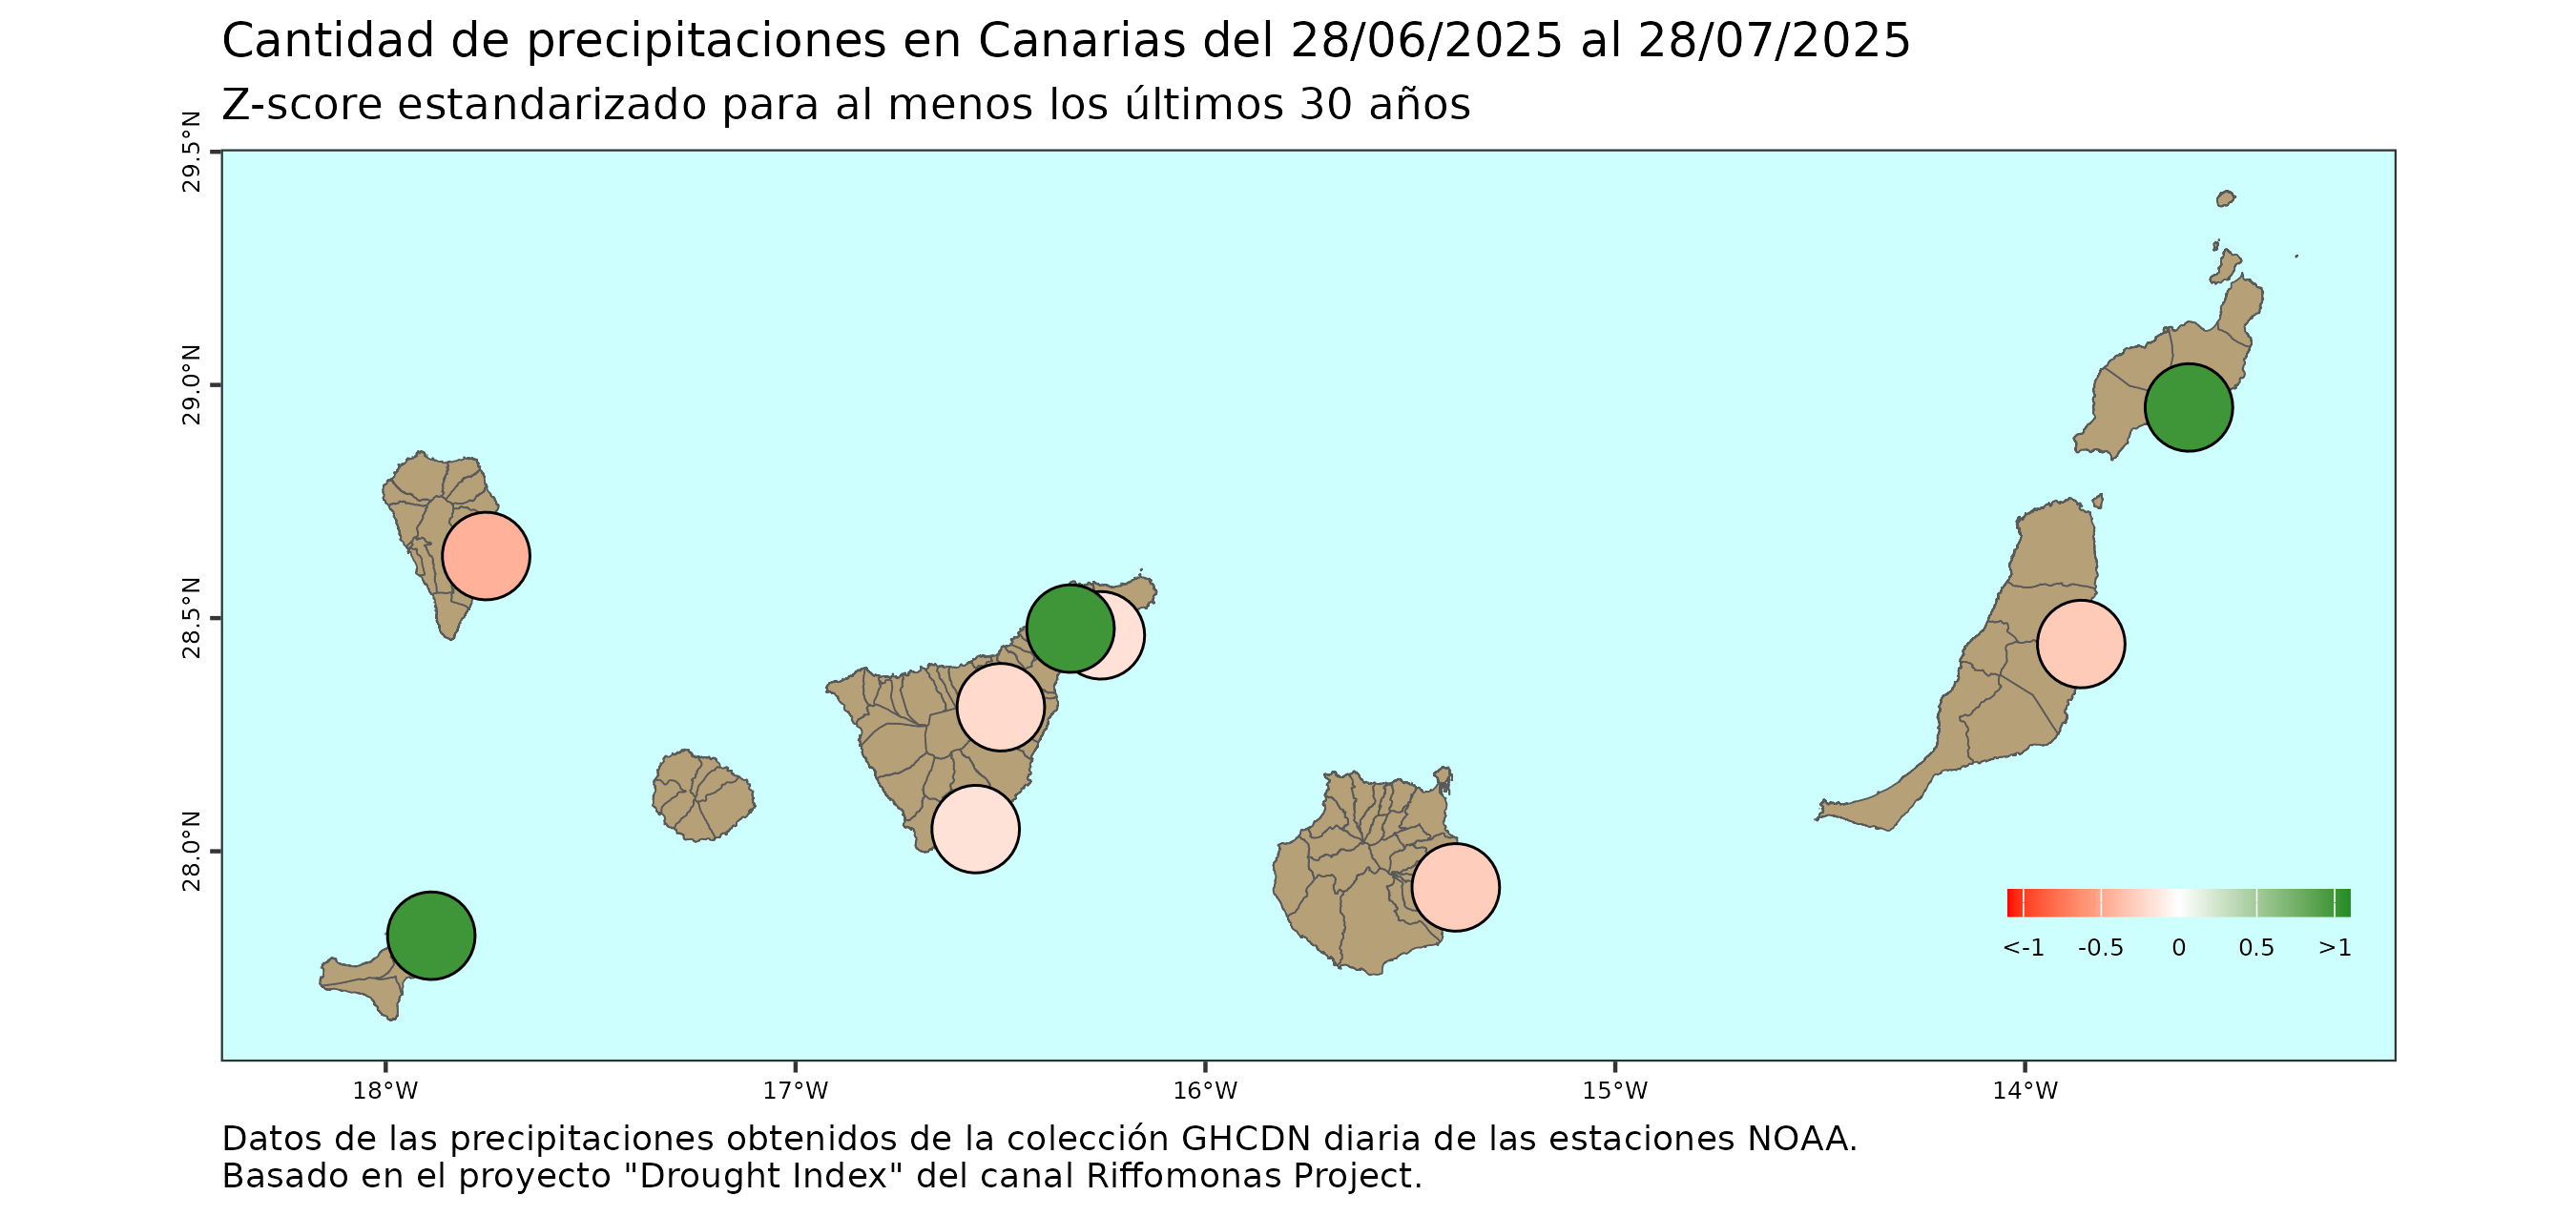 Cantidad de precipitaciones en Canarias del 28/06/2025 al 28/07/2025
Z-score estandarizado para al menos los últimos 30 años
29.5°N
29.0°N
28.5°N
28.0°N
<-1 -0.5 0 0.5 >1
18°W 17°W 16°W 15°W 14°W
Datos de las precipitaciones obtenidos de la colección GHCDN diaria de las estaciones NOAA.
Basado en el proyecto "Drought Index" del canal Riffomonas Project.